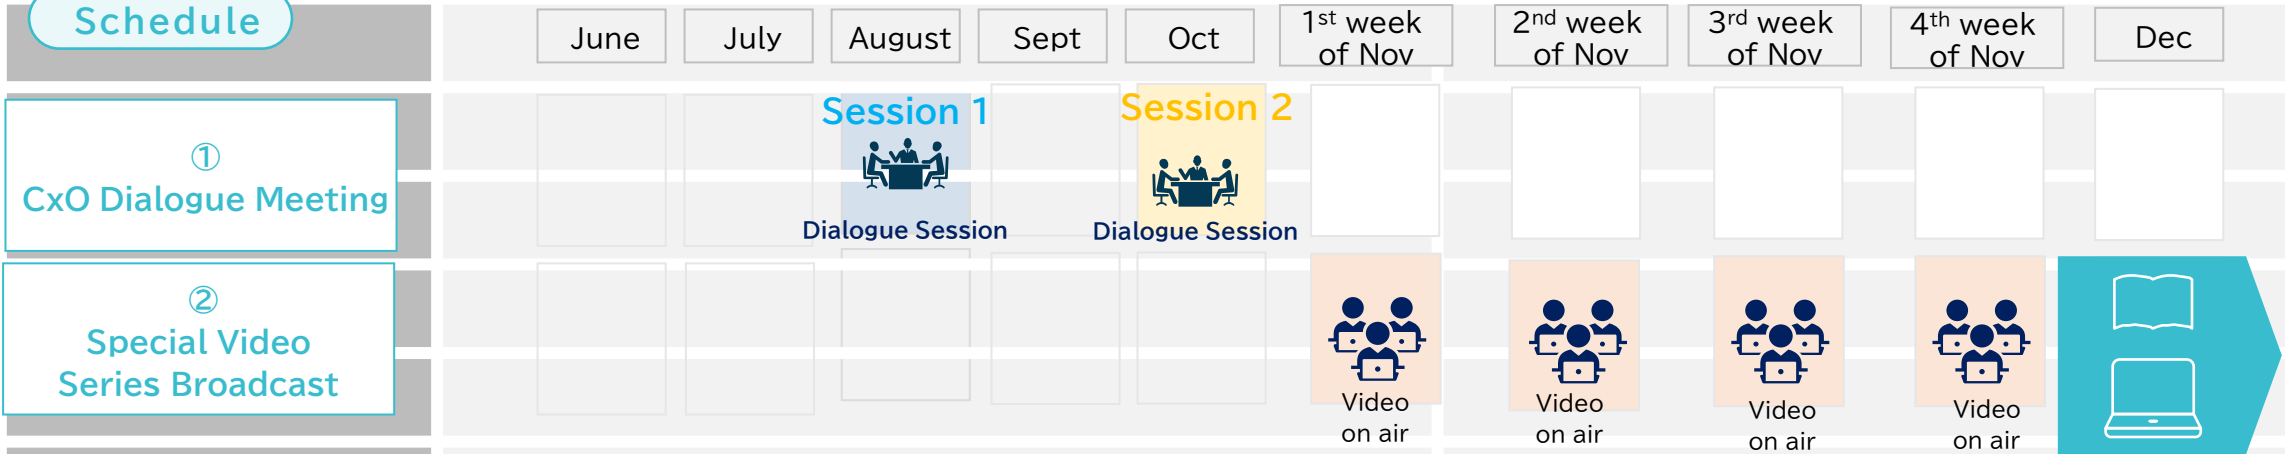 Schedule
June
July
August
Sept
Oct
1st week
of Nov
2nd week
of Nov
3rd week
of Nov
4th week
of Nov
Dec
①
CxO Dialogue Meeting
Session 1
Dialogue Session
Session 2
Dialogue Session
②
Special Video
Series Broadcast
Video
on air
Video
on air
Video
on air
Video
on air